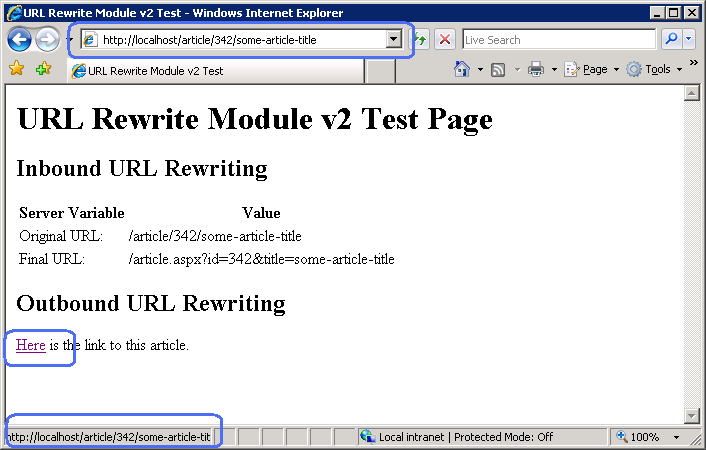 URL Rewrite Module v2 Test - Windows Internet Explorer
http://localhost/article/342/some-article-title
Live Search
URL Rewrite Module v2 Test
Page
Tools
»
URL Rewrite Module v2 Test Page
Inbound URL Rewriting
Server Variable Value
Original URL: /article/342/some-article-title
Final URL: /article.aspx?id=342&title=some-article-title
Outbound URL Rewriting
Here is the link to this article.
http://localhost/article/342/some-article-tit Local intranet | Protected Mode: Off 100%